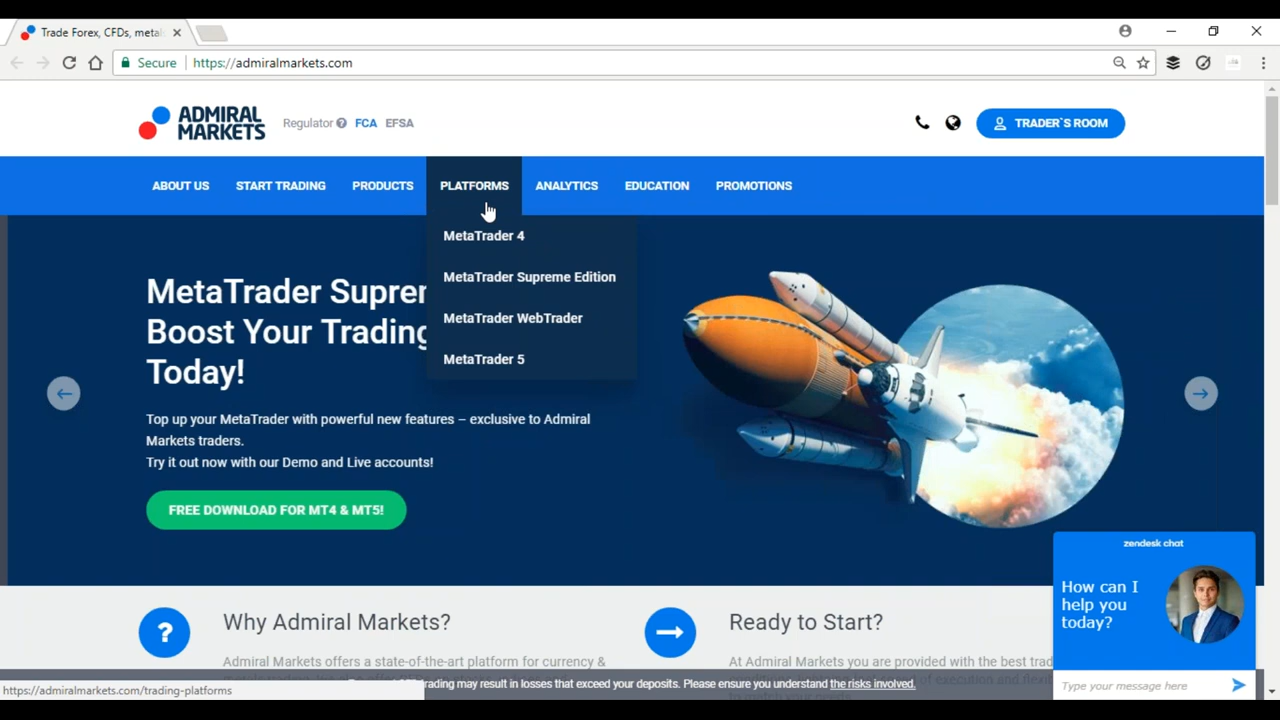 Trade Forex, CFDs, metal
Secure
https://admiralmarkets.com
ADMIRAL
MARKETS
Regulator ? FCA EFSA
TRADER`S ROOM
ABOUT US START TRADING PRODUCTS PLATFORMS ANALYTICS EDUCATION PROMOTIONS
MetaTrader 4
MetaTrader Supreme Edition
MetaTrader WebTrader
MetaTrader 5
MetaTrader Suprem
Boost Your Trading
Today!
Top up your MetaTrader with powerful new features – exclusive to Admiral
Markets traders.
Try it out now with our Demo and Live accounts!
FREE DOWNLOAD FOR MT4 & MT5!
zendesk chat
How can I
help you
today?
Type your message here
? Why Admiral Markets?
Admiral Markets offers a state-of-the-art platform for currency &
Ready to Start?
At Admiral Markets you are provided with the best trad
rading may result in losses that exceed your deposits. Please ensure you understand the risks involved.
https://admiralmarkets.com/trading-platforms